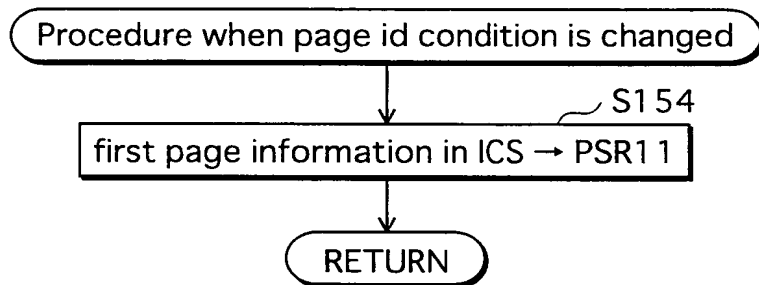 Procedure when page id condition is changed
S154
first page information in ICS → PSR11
RETURN